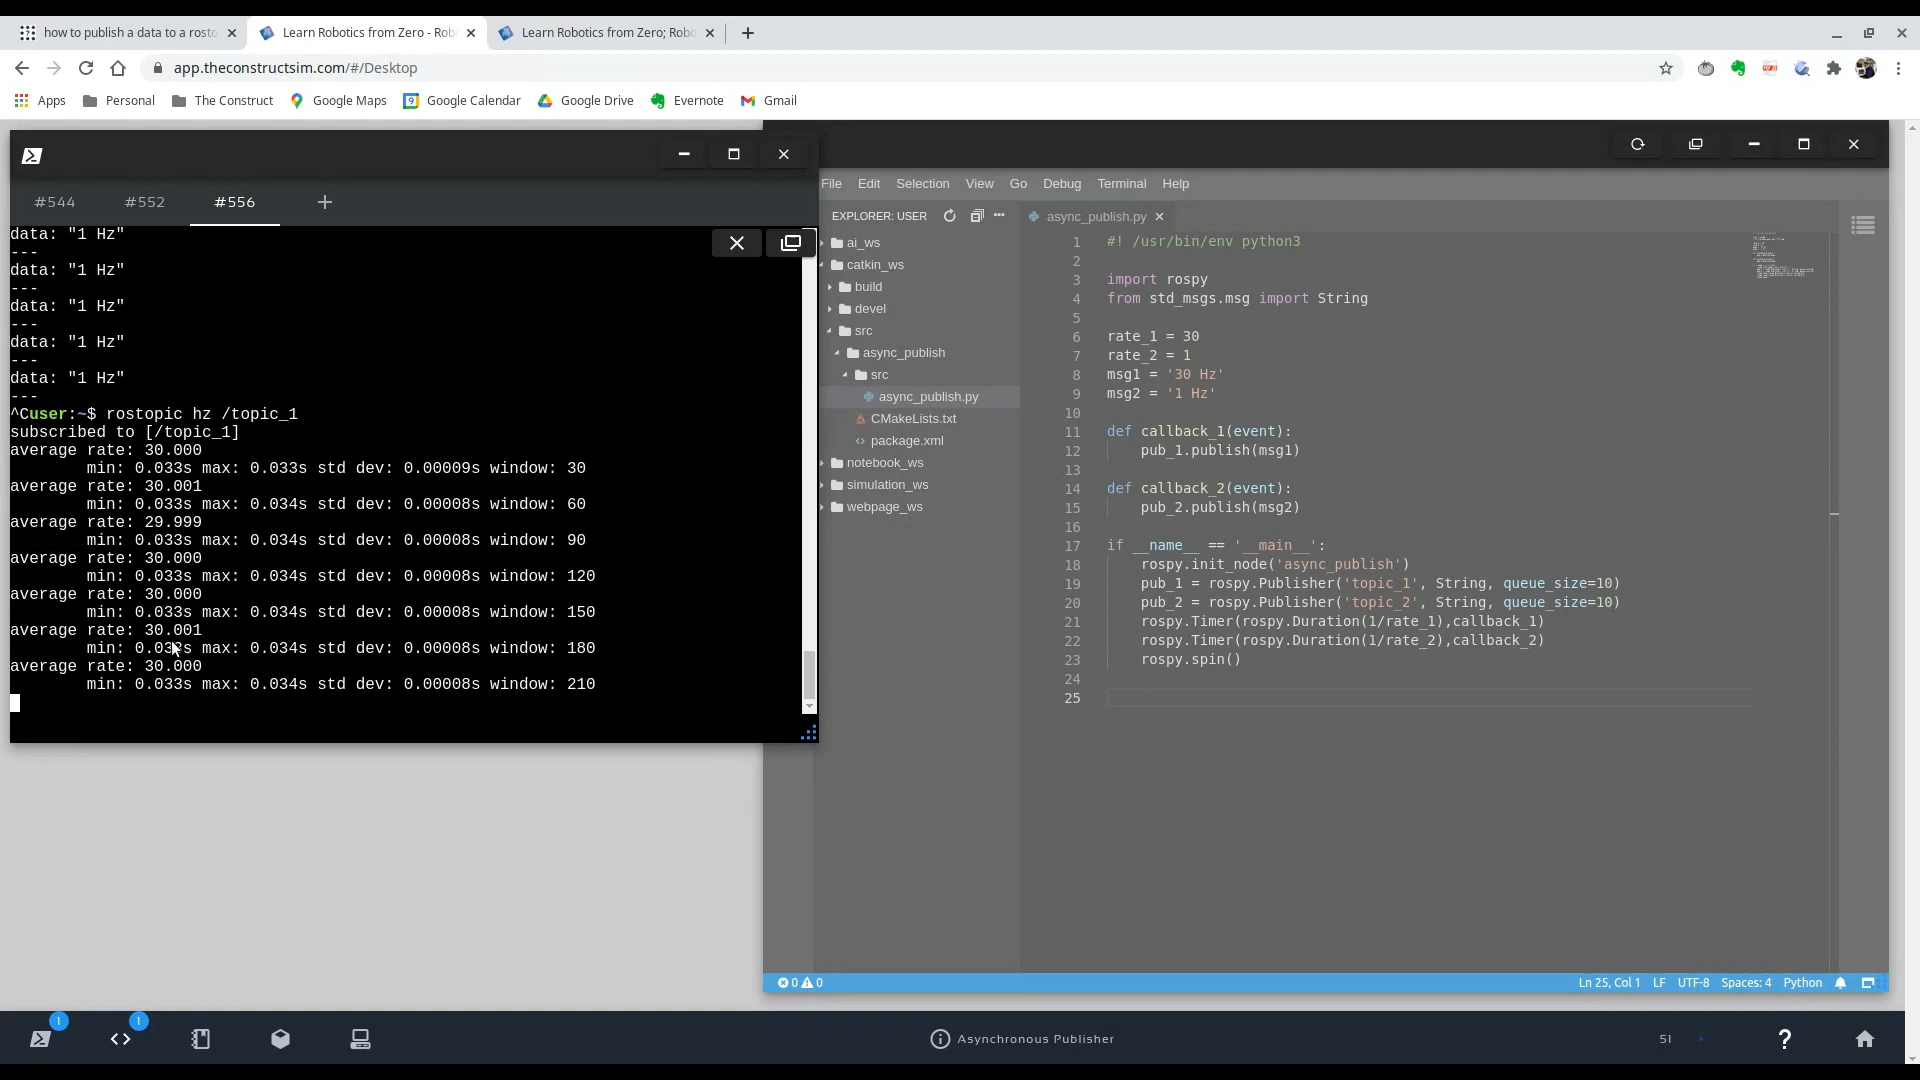 how to publish a data to a rosto
Learn Robotics from Zero - Rob
Learn Robotics from Zero; Robo
app.theconstructsim.com/#/Desktop
Apps Personal The Construct Google Maps Google Calendar Google Drive Evernote Gmail
#544 #552 #556
data: "1 Hz"
---
data: "1 Hz"
---
data: "1 Hz"
---
data: "1 Hz"
---
data: "1 Hz"
---
^Cuser:~$ rostopic hz /topic_1
subscribed to [/topic_1]
average rate: 30.000
min: 0.033s max: 0.033s std dev: 0.00009s window: 30
average rate: 30.001
min: 0.033s max: 0.034s std dev: 0.00008s window: 60
average rate: 29.999
min: 0.033s max: 0.034s std dev: 0.00008s window: 90
average rate: 30.000
min: 0.033s max: 0.034s std dev: 0.00008s window: 120
average rate: 30.000
min: 0.033s max: 0.034s std dev: 0.00008s window: 150
average rate: 30.001
min: 0.033s max: 0.034s std dev: 0.00008s window: 180
average rate: 30.000
min: 0.033s max: 0.034s std dev: 0.00008s window: 210
File Edit Selection View Go Debug Terminal Help
EXPLORER: USER
ai_ws
catkin_ws
build
devel
src
async_publish
src
async_publish.py
CMakeLists.txt
package.xml
notebook_ws
simulation_ws
webpage_ws
async_publish.py
1 #! /usr/bin/env python3
2
3 import rospy
4 from std_msgs.msg import String
5
6 rate_1 = 30
7 rate_2 = 1
8 msg1 = '30 Hz'
9 msg2 = '1 Hz'
10
11 def callback_1(event):
12 pub_1.publish(msg1)
13
14 def callback_2(event):
15 pub_2.publish(msg2)
16
17 if __name__ == '__main__':
18 rospy.init_node('async_publish')
19 pub_1 = rospy.Publisher('topic_1', String, queue_size=10)
20 pub_2 = rospy.Publisher('topic_2', String, queue_size=10)
21 rospy.Timer(rospy.Duration(1/rate_1),callback_1)
22 rospy.Timer(rospy.Duration(1/rate_2),callback_2)
23 rospy.spin()
24
25
0 0
Ln 25, Col 1 LF UTF-8 Spaces: 4 Python
1 1
Asynchronous Publisher
51